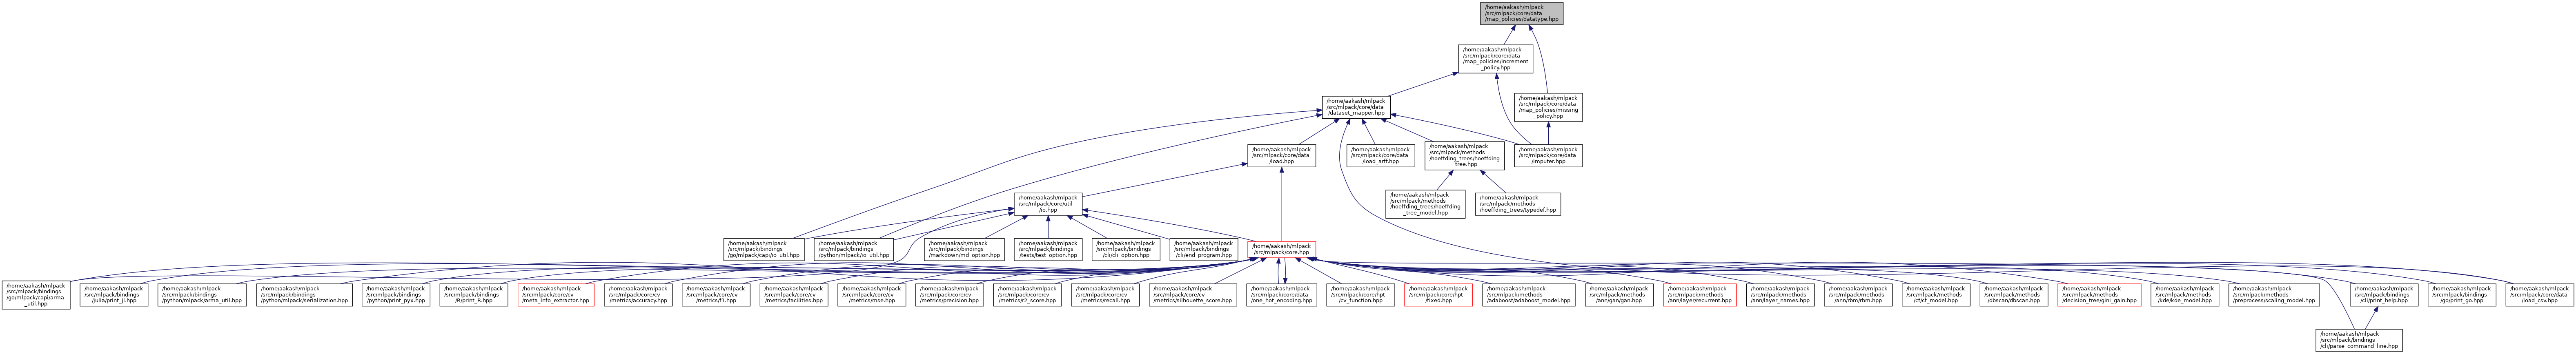 /home/aakash/mlpack
/src/mlpack/core/data
/map_policies/datatype.hpp
/home/aakash/mlpack
/src/mlpack/core/data
/map_policies/increment
_policy.hpp
/home/aakash/mlpack
/src/mlpack/core/data
/map_policies/missing
_policy.hpp
/home/aakash/mlpack
/src/mlpack/core/data
/dataset_mapper.hpp
/home/aakash/mlpack
/src/mlpack/core/data
/load.hpp
/home/aakash/mlpack
/src/mlpack/core/data
/load_arff.hpp
/home/aakash/mlpack
/src/mlpack/methods
/hoeffding_trees/hoeffding
_tree.hpp
/home/aakash/mlpack
/src/mlpack/core/data
/imputer.hpp
/home/aakash/mlpack
/src/mlpack/core/util
/io.hpp
/home/aakash/mlpack
/src/mlpack/methods
/hoeffding_trees/hoeffding
_tree_model.hpp
/home/aakash/mlpack
/src/mlpack/methods
/hoeffding_trees/typedef.hpp
/home/aakash/mlpack
/src/mlpack/bindings
/go/mlpack/capi/io_util.hpp
/home/aakash/mlpack
/src/mlpack/bindings
/python/mlpack/io_util.hpp
/home/aakash/mlpack
/src/mlpack/bindings
/markdown/md_option.hpp
/home/aakash/mlpack
/src/mlpack/bindings
/tests/test_option.hpp
/home/aakash/mlpack
/src/mlpack/bindings
/cli/cli_option.hpp
/home/aakash/mlpack
/src/mlpack/bindings
/cli/end_program.hpp
/home/aakash/mlpack
/src/mlpack/core.hpp
/home/aakash/mlpack
/src/mlpack/bindings
/go/mlpack/capi/arma
_util.hpp
/home/aakash/mlpack
/src/mlpack/bindings
/julia/print_jl.hpp
/home/aakash/mlpack
/src/mlpack/bindings
/python/mlpack/arma_util.hpp
/home/aakash/mlpack
/src/mlpack/bindings
/python/mlpack/serialization.hpp
/home/aakash/mlpack
/src/mlpack/bindings
/python/print_pyx.hpp
/home/aakash/mlpack
/src/mlpack/bindings
/R/print_R.hpp
/home/aakash/mlpack
/src/mlpack/core/cv
/meta_info_extractor.hpp
/home/aakash/mlpack
/src/mlpack/core/cv
/metrics/accuracy.hpp
/home/aakash/mlpack
/src/mlpack/core/cv
/metrics/f1.hpp
/home/aakash/mlpack
/src/mlpack/core/cv
/metrics/facilities.hpp
/home/aakash/mlpack
/src/mlpack/core/cv
/metrics/mse.hpp
/home/aakash/mlpack
/src/mlpack/core/cv
/metrics/precision.hpp
/home/aakash/mlpack
/src/mlpack/core/cv
/metrics/r2_score.hpp
/home/aakash/mlpack
/src/mlpack/core/cv
/metrics/recall.hpp
/home/aakash/mlpack
/src/mlpack/core/cv
/metrics/silhouette_score.hpp
/home/aakash/mlpack
/src/mlpack/core/data
/one_hot_encoding.hpp
/home/aakash/mlpack
/src/mlpack/core/hpt
/cv_function.hpp
/home/aakash/mlpack
/src/mlpack/core/hpt
/fixed.hpp
/home/aakash/mlpack
/src/mlpack/methods
/adaboost/adaboost_model.hpp
/home/aakash/mlpack
/src/mlpack/methods
/ann/gan/gan.hpp
/home/aakash/mlpack
/src/mlpack/methods
/ann/layer/recurrent.hpp
/home/aakash/mlpack
/src/mlpack/methods
/ann/layer_names.hpp
/home/aakash/mlpack
/src/mlpack/methods
/ann/rbm/rbm.hpp
/home/aakash/mlpack
/src/mlpack/methods
/cf/cf_model.hpp
/home/aakash/mlpack
/src/mlpack/methods
/dbscan/dbscan.hpp
/home/aakash/mlpack
/src/mlpack/methods
/decision_tree/gini_gain.hpp
/home/aakash/mlpack
/src/mlpack/methods
/kde/kde_model.hpp
/home/aakash/mlpack
/src/mlpack/methods
/preprocess/scaling_model.hpp
/home/aakash/mlpack
/src/mlpack/bindings
/cli/print_help.hpp
/home/aakash/mlpack
/src/mlpack/bindings
/go/print_go.hpp
/home/aakash/mlpack
/src/mlpack/core/data
/load_csv.hpp
/home/aakash/mlpack
/src/mlpack/bindings
/cli/parse_command_line.hpp